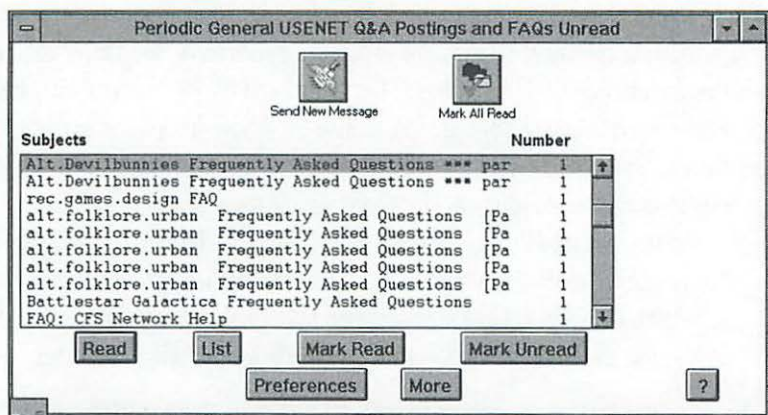 Periodic General USENET Q&A Postings and FAQs Unread
Send New Message
Mark All Read
Subjects Number
Alt.Devilbunnies Frequently Asked Questions *** par 1
Alt.Devilbunnies Frequently Asked Questions *** par 1
rec.games.design FAQ 1
alt.folklore.urban Frequently Asked Questions [Pa 1
alt.folklore.urban Frequently Asked Questions [Pa 1
alt.folklore.urban Frequently Asked Questions [Pa 1
alt.folklore.urban Frequently Asked Questions [Pa 1
alt.folklore.urban Frequently Asked Questions [Pa 1
Battlestar Galactica Frequently Asked Questions 1
FAQ: CFS Network Help 1
Read List Mark Read Mark Unread
Preferences More ?